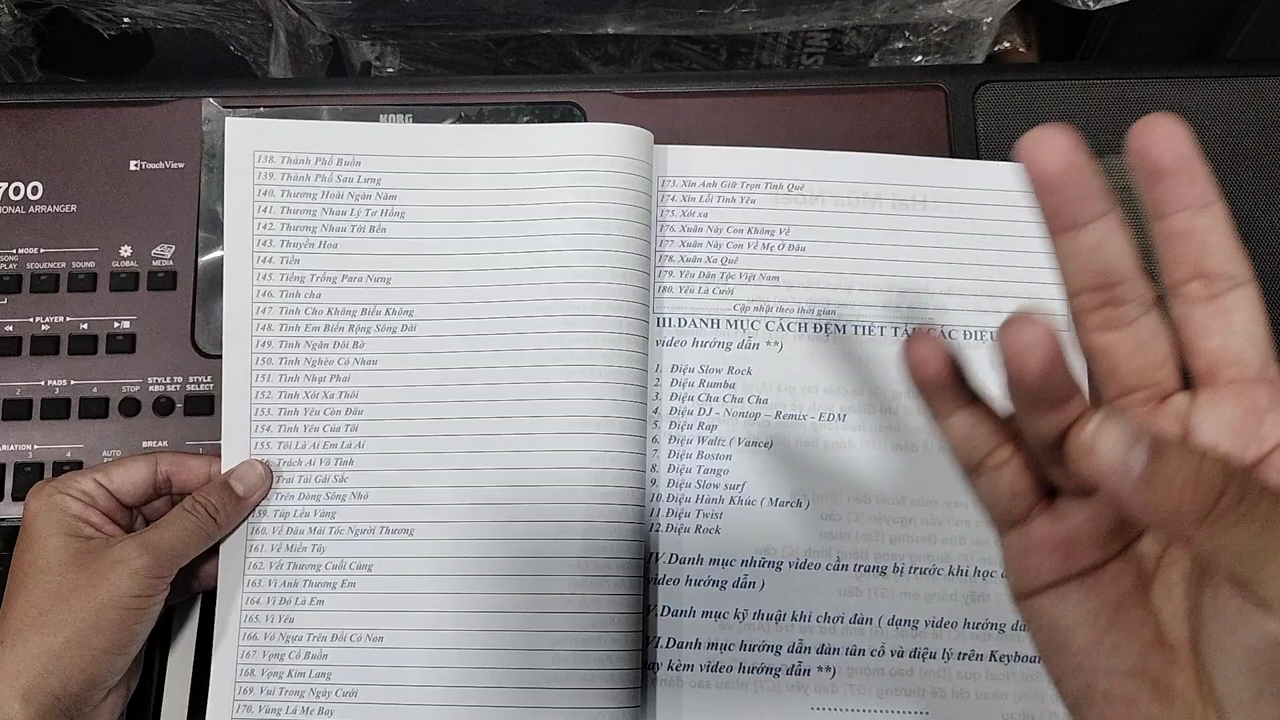 KORG
TouchView
700
IONAL ARRANGER
MODE
SONG PLAY
SEQUENCER
SOUND
GLOBAL
MEDIA
PLAYER
PADS
2
3
4
STOP
STYLE TO KBD SET
STYLE SELECT
BREAK
3
4
AUTO
1
138. Thành Phố Buồn
139. Thành Phố Sau Lưng
140. Thương Hoài Ngàn Năm
141. Thương Nhau Lý Tơ Hồng
142. Thương Nhau Tới Bến
143. Thuyền Hoa
144. Tiền
145. Tiếng Trống Para Nưng
146. Tình cha
147. Tình Cho Không Biếu Không
148. Tình Em Biển Rộng Sông Dài
149. Tình Ngăn Đôi Bờ
150. Tình Nghèo Có Nhau
151. Tình Nhạt Phai
152. Tình Xót Xa Thôi
153. Tình Yêu Còn Đâu
154. Tình Yêu Của Tôi
155. Tôi Là Ai Em Là Ai
Trách Ai Vô Tình
Trai Tài Gái Sắc
Trên Dòng Sông Nhỏ
159. Túp Lều Vàng
160. Về Đâu Mái Tóc Người Thương
161. Về Miền Tây
162. Vết Thương Cuối Cùng
163. Vì Anh Thương Em
164. Vì Đó Là Em
165. Vì Yêu
166. Vó Ngựa Trên Đồi Cỏ Non
167. Vọng Cổ Buồn
168. Vọng Kim Lang
169. Vui Trong Ngày Cưới
170. Vùng Lá Me Bay
173. Xin Anh Giữ Trọn Tình Quê
174. Xin Lỗi Tình Yêu
175. Xót xa
176. Xuân Này Con Không Về
177. Xuân Này Con Về Mẹ Ở Đâu
178. Xuân Xa Quê
179. Yêu Dân Tộc Việt Nam
180. Yêu Là Cưới
Cập nhật theo thời gian
III.DANH MỤC CÁCH ĐỆM TIẾT TẤU CÁC ĐIỆU
video hướng dẫn **)
1. Điệu Slow Rock
2. Điệu Rumba
3. Điệu Cha Cha Cha
4. Điệu DJ - Nontop – Remix - EDM
5. Điệu Rap
6. Điệu Waltz ( Vance)
7. Điệu Boston
8. Điệu Tango
9. Điệu Slow surf
10. Điệu Hành Khúc ( March )
11. Điệu Twist
12. Điệu Rock
IV.Danh mục những video cần trang bị trước khi học
video hướng dẫn )
V.Danh mục kỹ thuật khi chơi đàn ( dạng video hướng
VI.Danh mục hướng dẫn đàn tân cổ và điệu lý trên
kèm video hướng dẫn **)